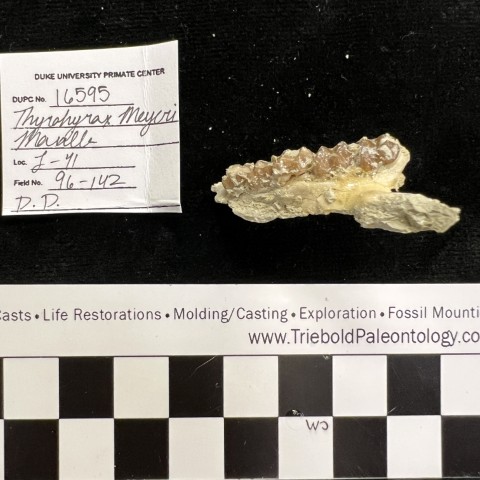 DUKE UNIVERSITY PRIMATE CENTER
DUPC No. 16595
Thyrohyrax Meyeri
Maxilla
Loc. L-41
Field No. 96-142
D.D.
Casts • Life Restorations • Molding/Casting • Exploration • Fossil Mounti
www.TrieboldPaleontology.co
CM